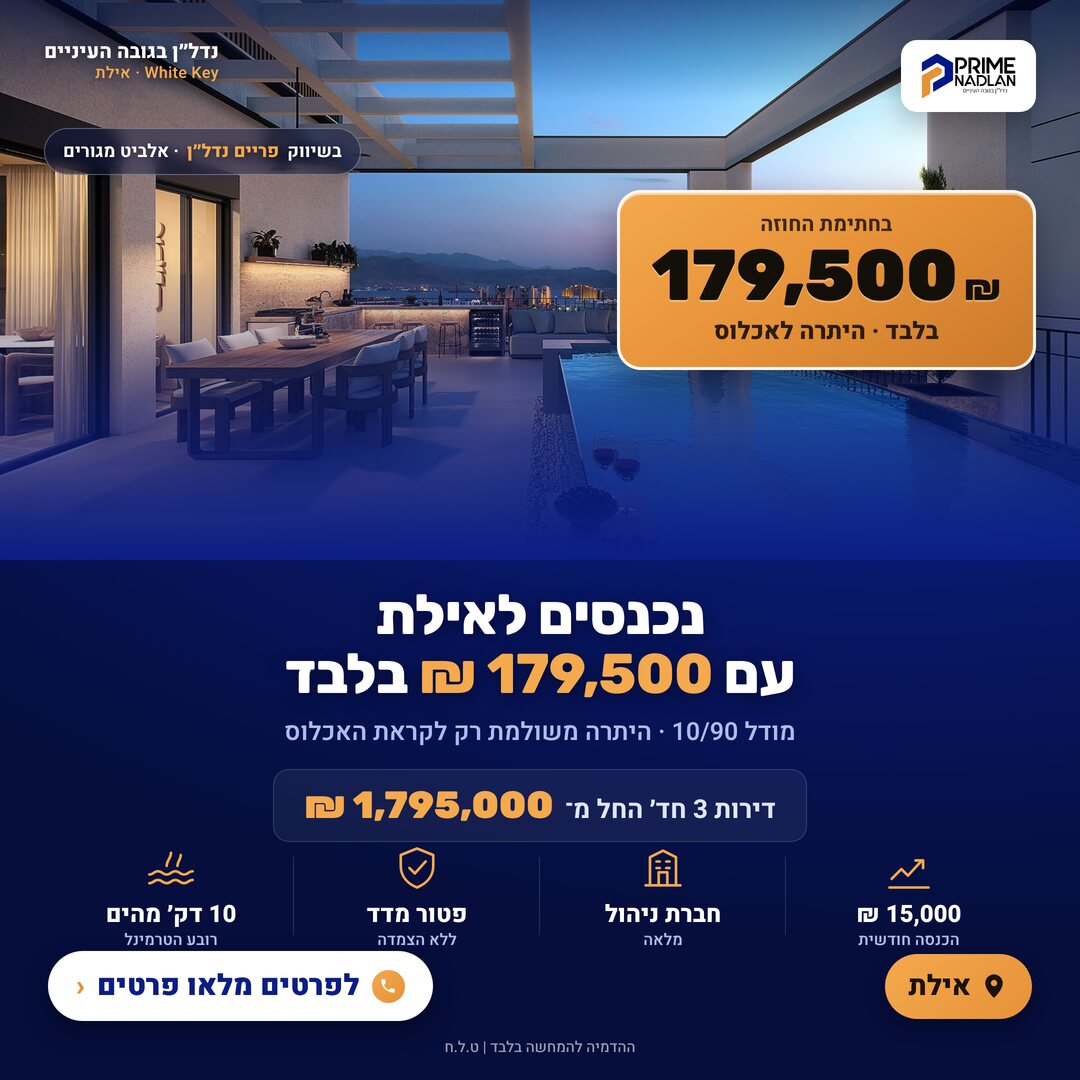 נדל״ן בגובה העיניים
White Key · אילת
PRIME
NADLAN
נדל״ן בגובה העיניים
בשיווק פריים נדל״ן · אלביט מגורים
בחתימת החוזה
179,500 ₪
בלבד · היתרה לאכלוס
נכנסים לאילת
עם 179,500 ₪ בלבד
מודל 10/90 · היתרה משולמת רק לקראת האכלוס
דירות 3 חד׳ החל מ־ 1,795,000 ₪
15,000 ₪
הכנסה חודשית
חברת ניהול
מלאה
פטור מדד
ללא הצמדה
10 דק׳ מהים
רובע הטרמינל
אילת
לפרטים מלאו פרטים ›
ההדמיה להמחשה בלבד | ט.ל.ח